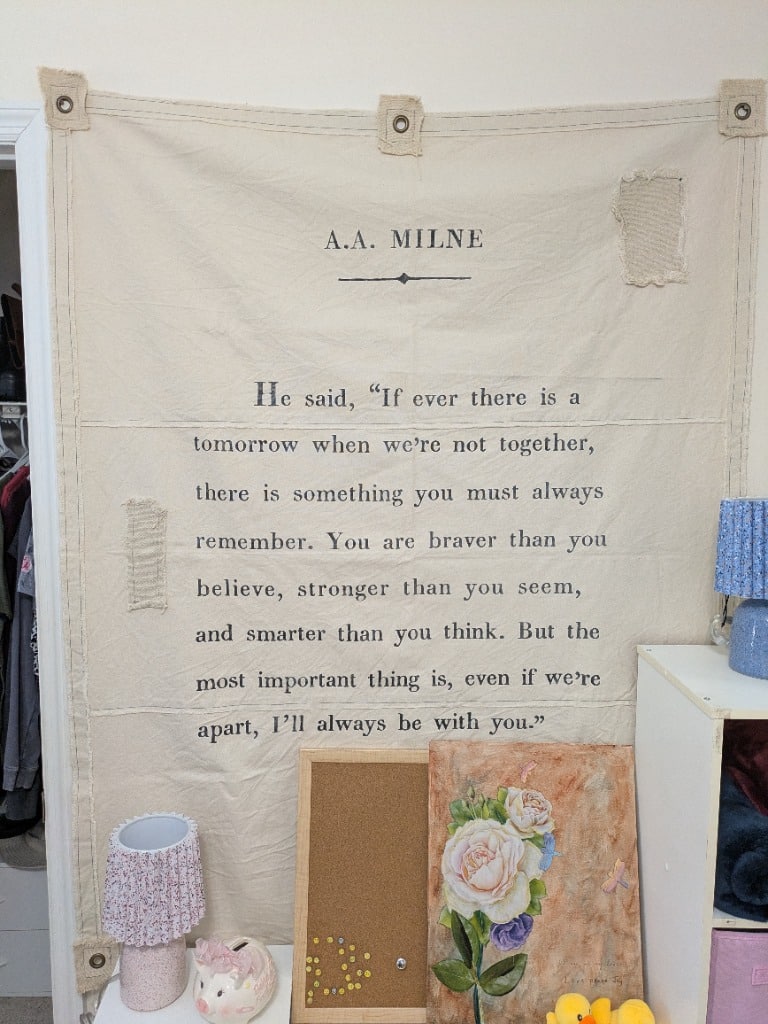 A.A. MILNE
He said, “If ever there is a
tomorrow when we’re not together,
there is something you must always
remember. You are braver than you
believe, stronger than you seem,
and smarter than you think. But the
most important thing is, even if we’re
apart, I’ll always be with you.”